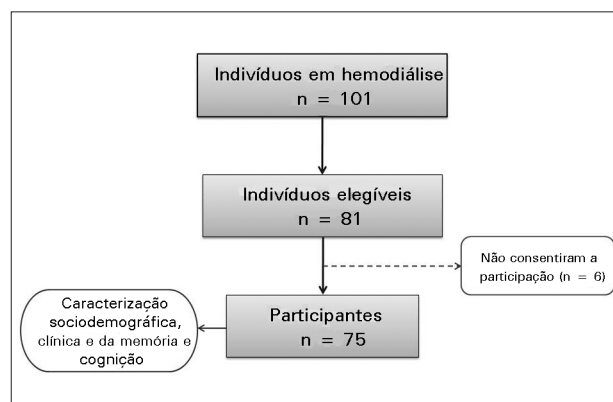 Indivíduos em hemodiálise
n = 101
Indivíduos elegíveis
n = 81
Não consentiram a
participação (n = 6)
Participantes
n = 75
Caracterização
sociodemográfica,
clínica e da memória e
cognição